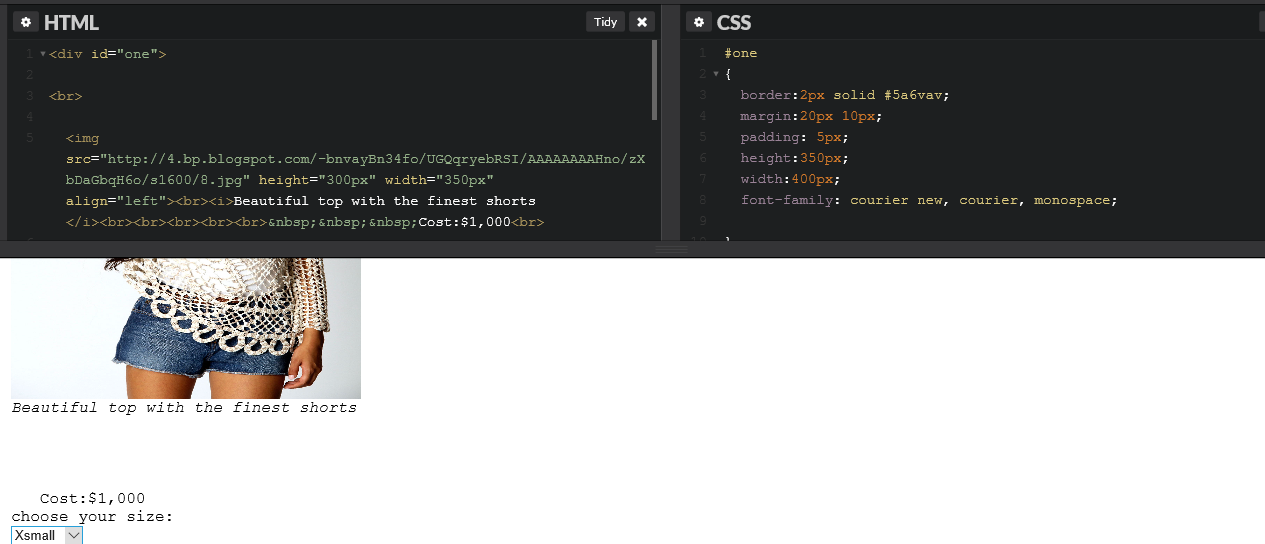 HTML
Tidy
1 <div id="one">
2
3 <br>
4
5 <img
src="http://4.bp.blogspot.com/-bnvayBn34fo/UGQqryebRSI/AAAAAAAAHno/zX
bDaGbqH6o/s1600/8.jpg" height="300px" width="350px"
align="left"><br><i>Beautiful top with the finest shorts
</i><br><br><br><br><br>&nbsp;&nbsp;&nbsp;Cost:$1,000<br>
CSS
1 #one
2 {
3 border:2px solid #5a6vav;
4 margin:20px 10px;
5 padding: 5px;
6 height:350px;
7 width:400px;
8 font-family: courier new, courier, monospace;
9
Beautiful top with the finest shorts
Cost:$1,000
choose your size:
Xsmall